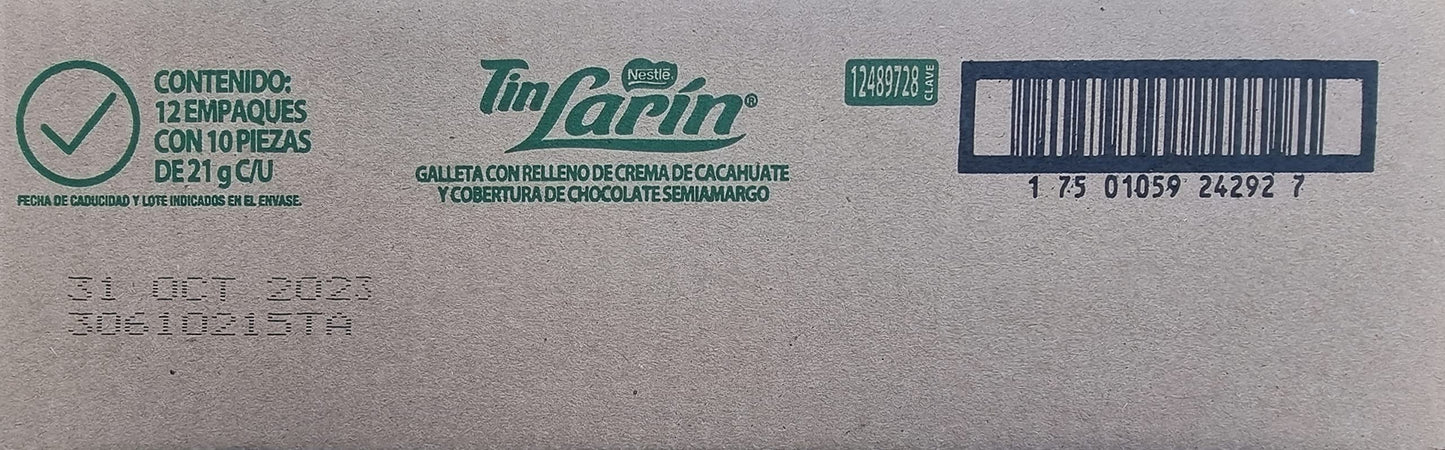 CONTENIDO:
12 EMPAQUES
CON 10 PIEZAS
DE 21 g C/U
FECHA DE CADUCIDAD Y LOTE INDICADOS EN EL ENVASE.
Nestlé.
Tin Larín®
GALLETA CON RELLENO DE CREMA DE CACAHUATE
Y COBERTURA DE CHOCOLATE SEMIAMARGO
12489728 CLAVE
1 75 01059 24292 7
31 OCT 2023
30610215TA